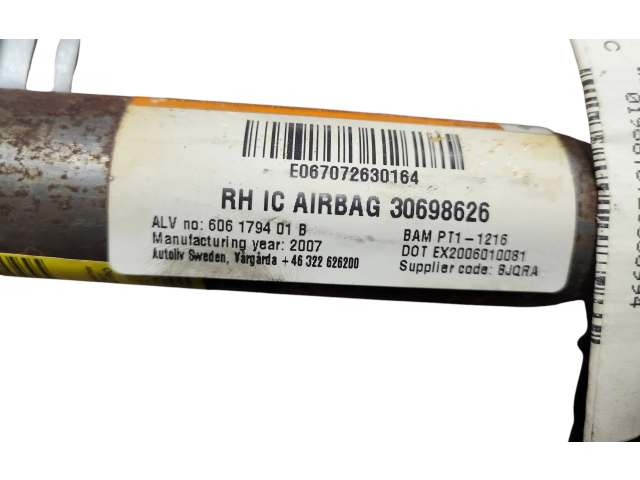 E067072630164
RH IC AIRBAG 30698626
ALV no: 606 1794 01 B
Manufacturing year: 2007
Autoliv Sweden, Vårgårda +46 322 626200
BAM PT1-1216
DOT EX2006010081
Supplier code: BJQRA
C